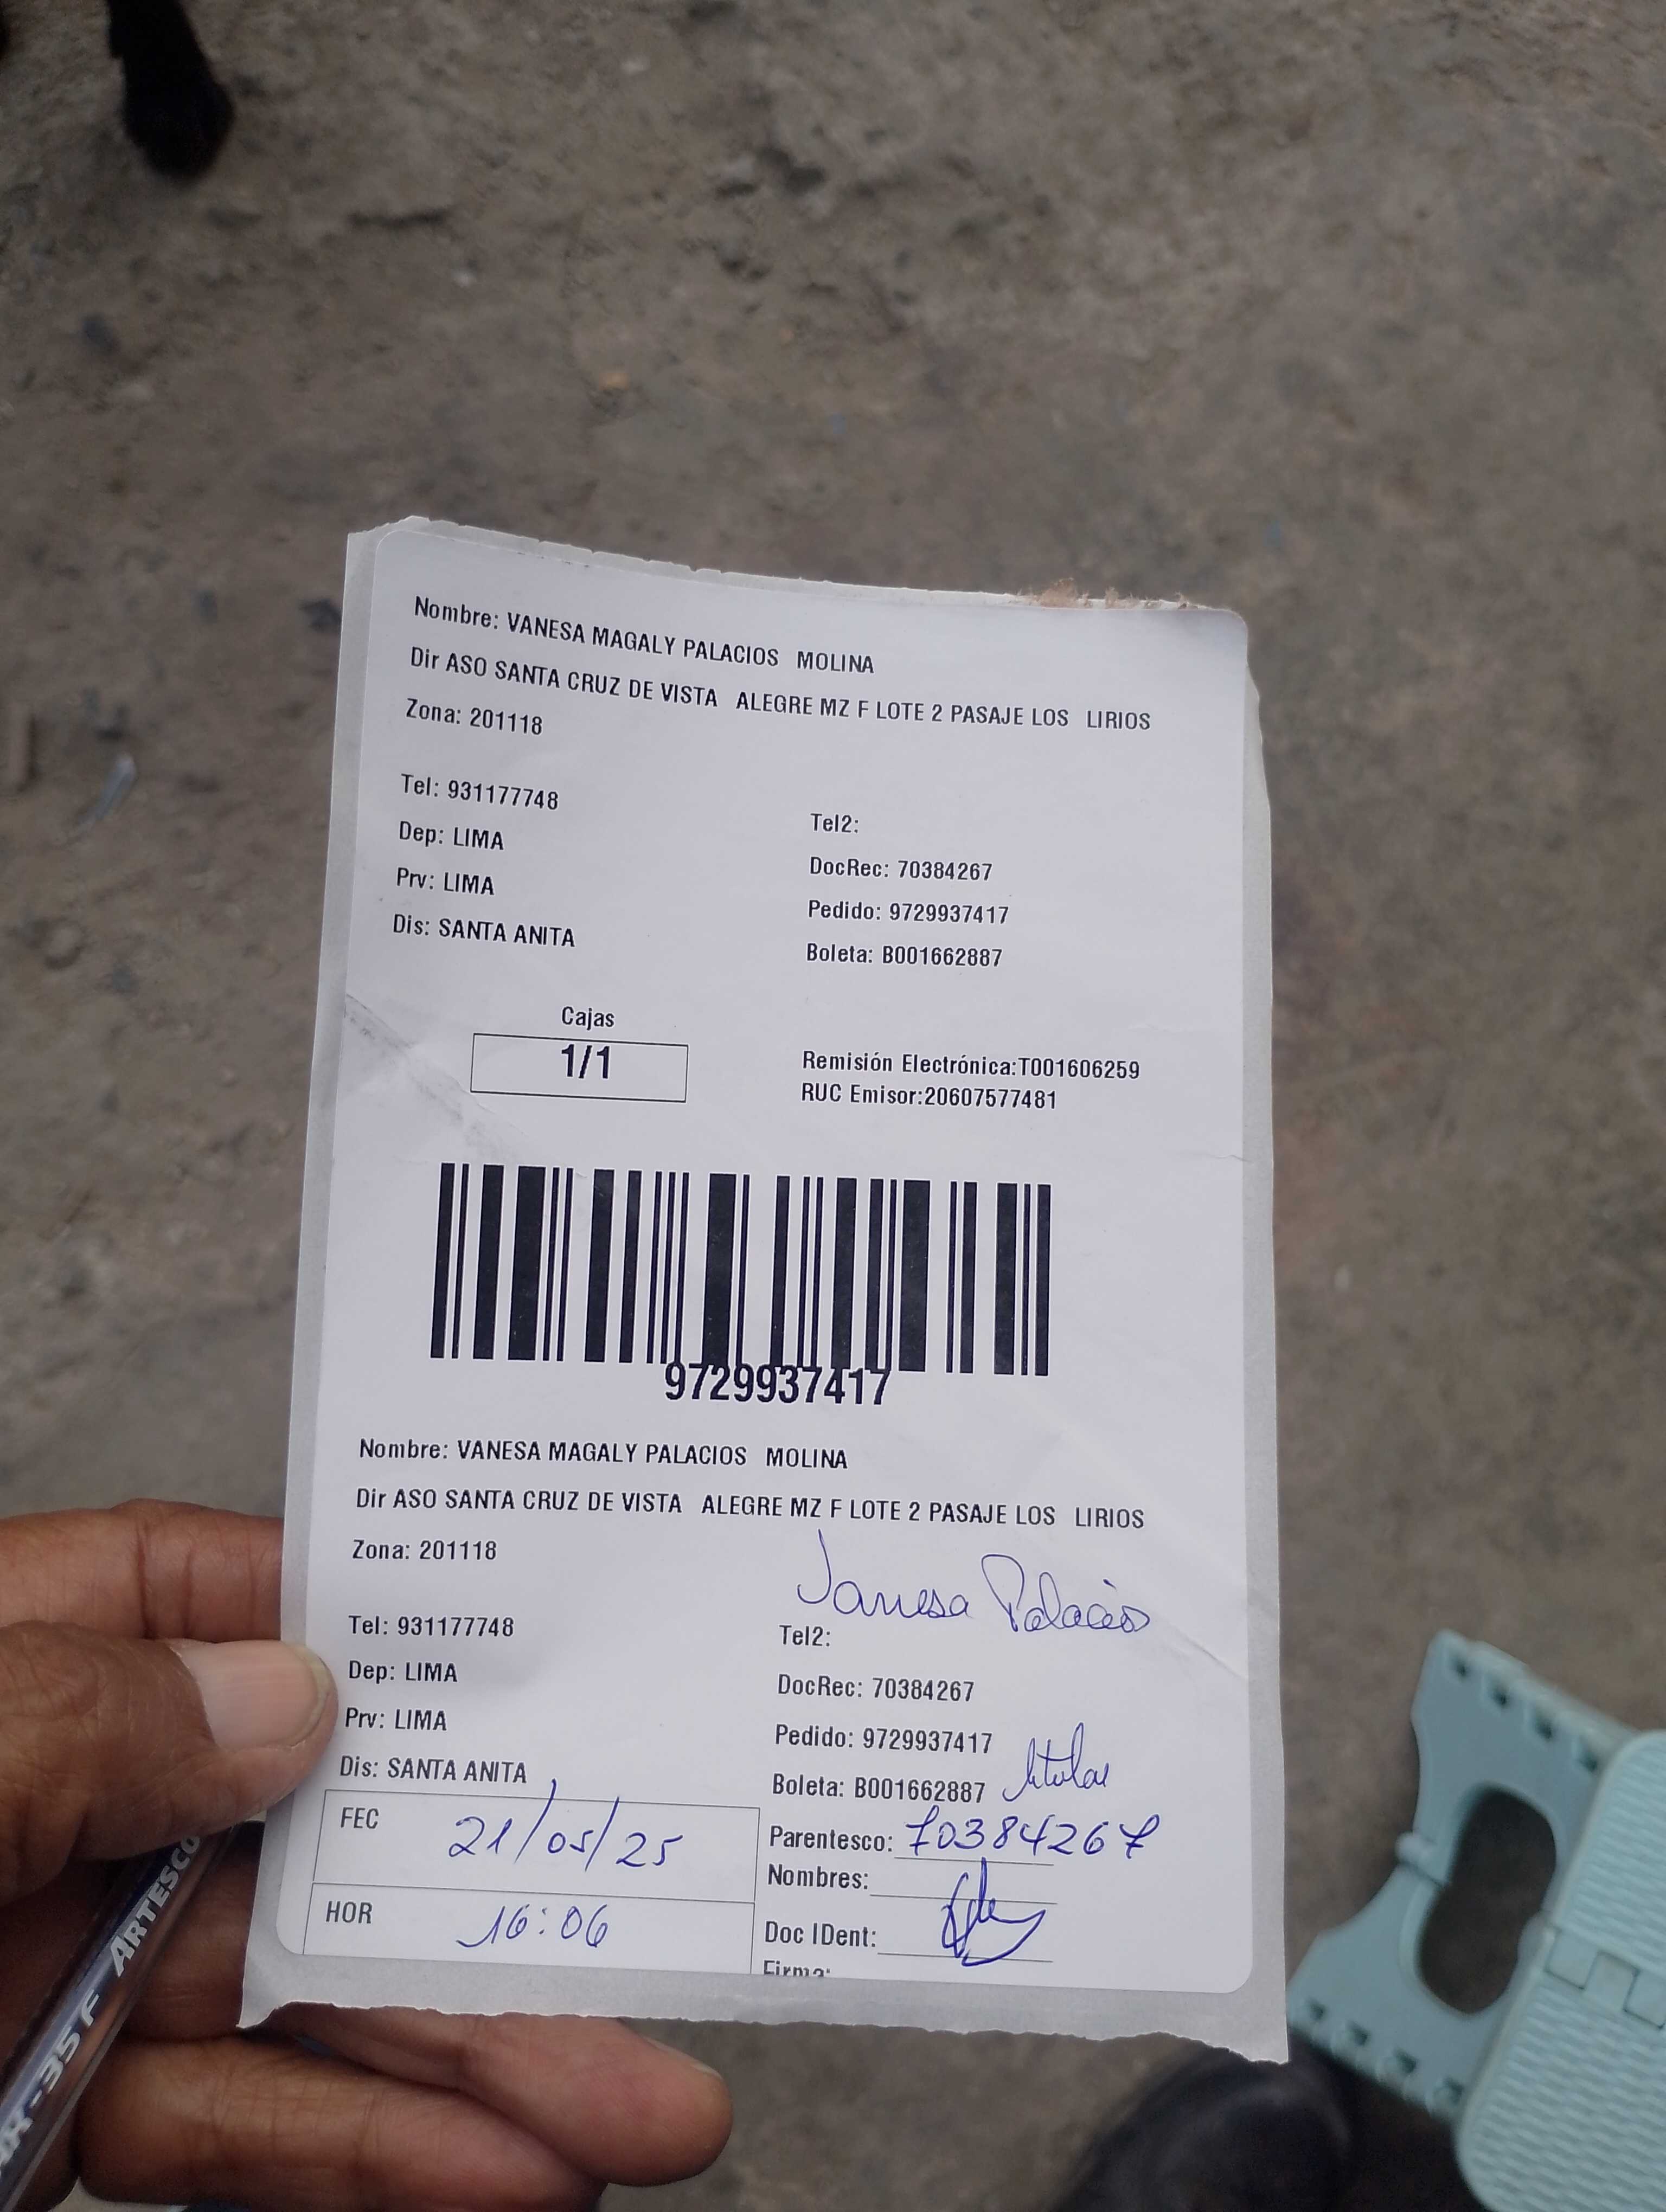 Nombre: VANESA MAGALY PALACIOS MOLINA
Dir ASO SANTA CRUZ DE VISTA ALEGRE MZ F LOTE 2 PASAJE LOS LIRIOS
Zona: 201118
Tel: 931177748
Tel2:
Dep: LIMA
DocRec: 70384267
Prv: LIMA
Pedido: 9729937417
Dis: SANTA ANITA
Boleta: B001662887
Cajas
1/1
Remisión Electrónica:T001606259
RUC Emisor:20607577481
9729937417
Nombre: VANESA MAGALY PALACIOS MOLINA
Dir ASO SANTA CRUZ DE VISTA ALEGRE MZ F LOTE 2 PASAJE LOS LIRIOS
Zona: 201118
Vanesa Palacios
Tel: 931177748
Tel2:
Dep: LIMA
DocRec: 70384267
Prv: LIMA
Pedido: 9729937417
Dis: SANTA ANITA
Boleta: B001662887 titular
FEC 21/05/25
Parentesco: 70384267
Nombres:
HOR 16:06
Doc IDent:
Firma:
ARTESCO
-35 F